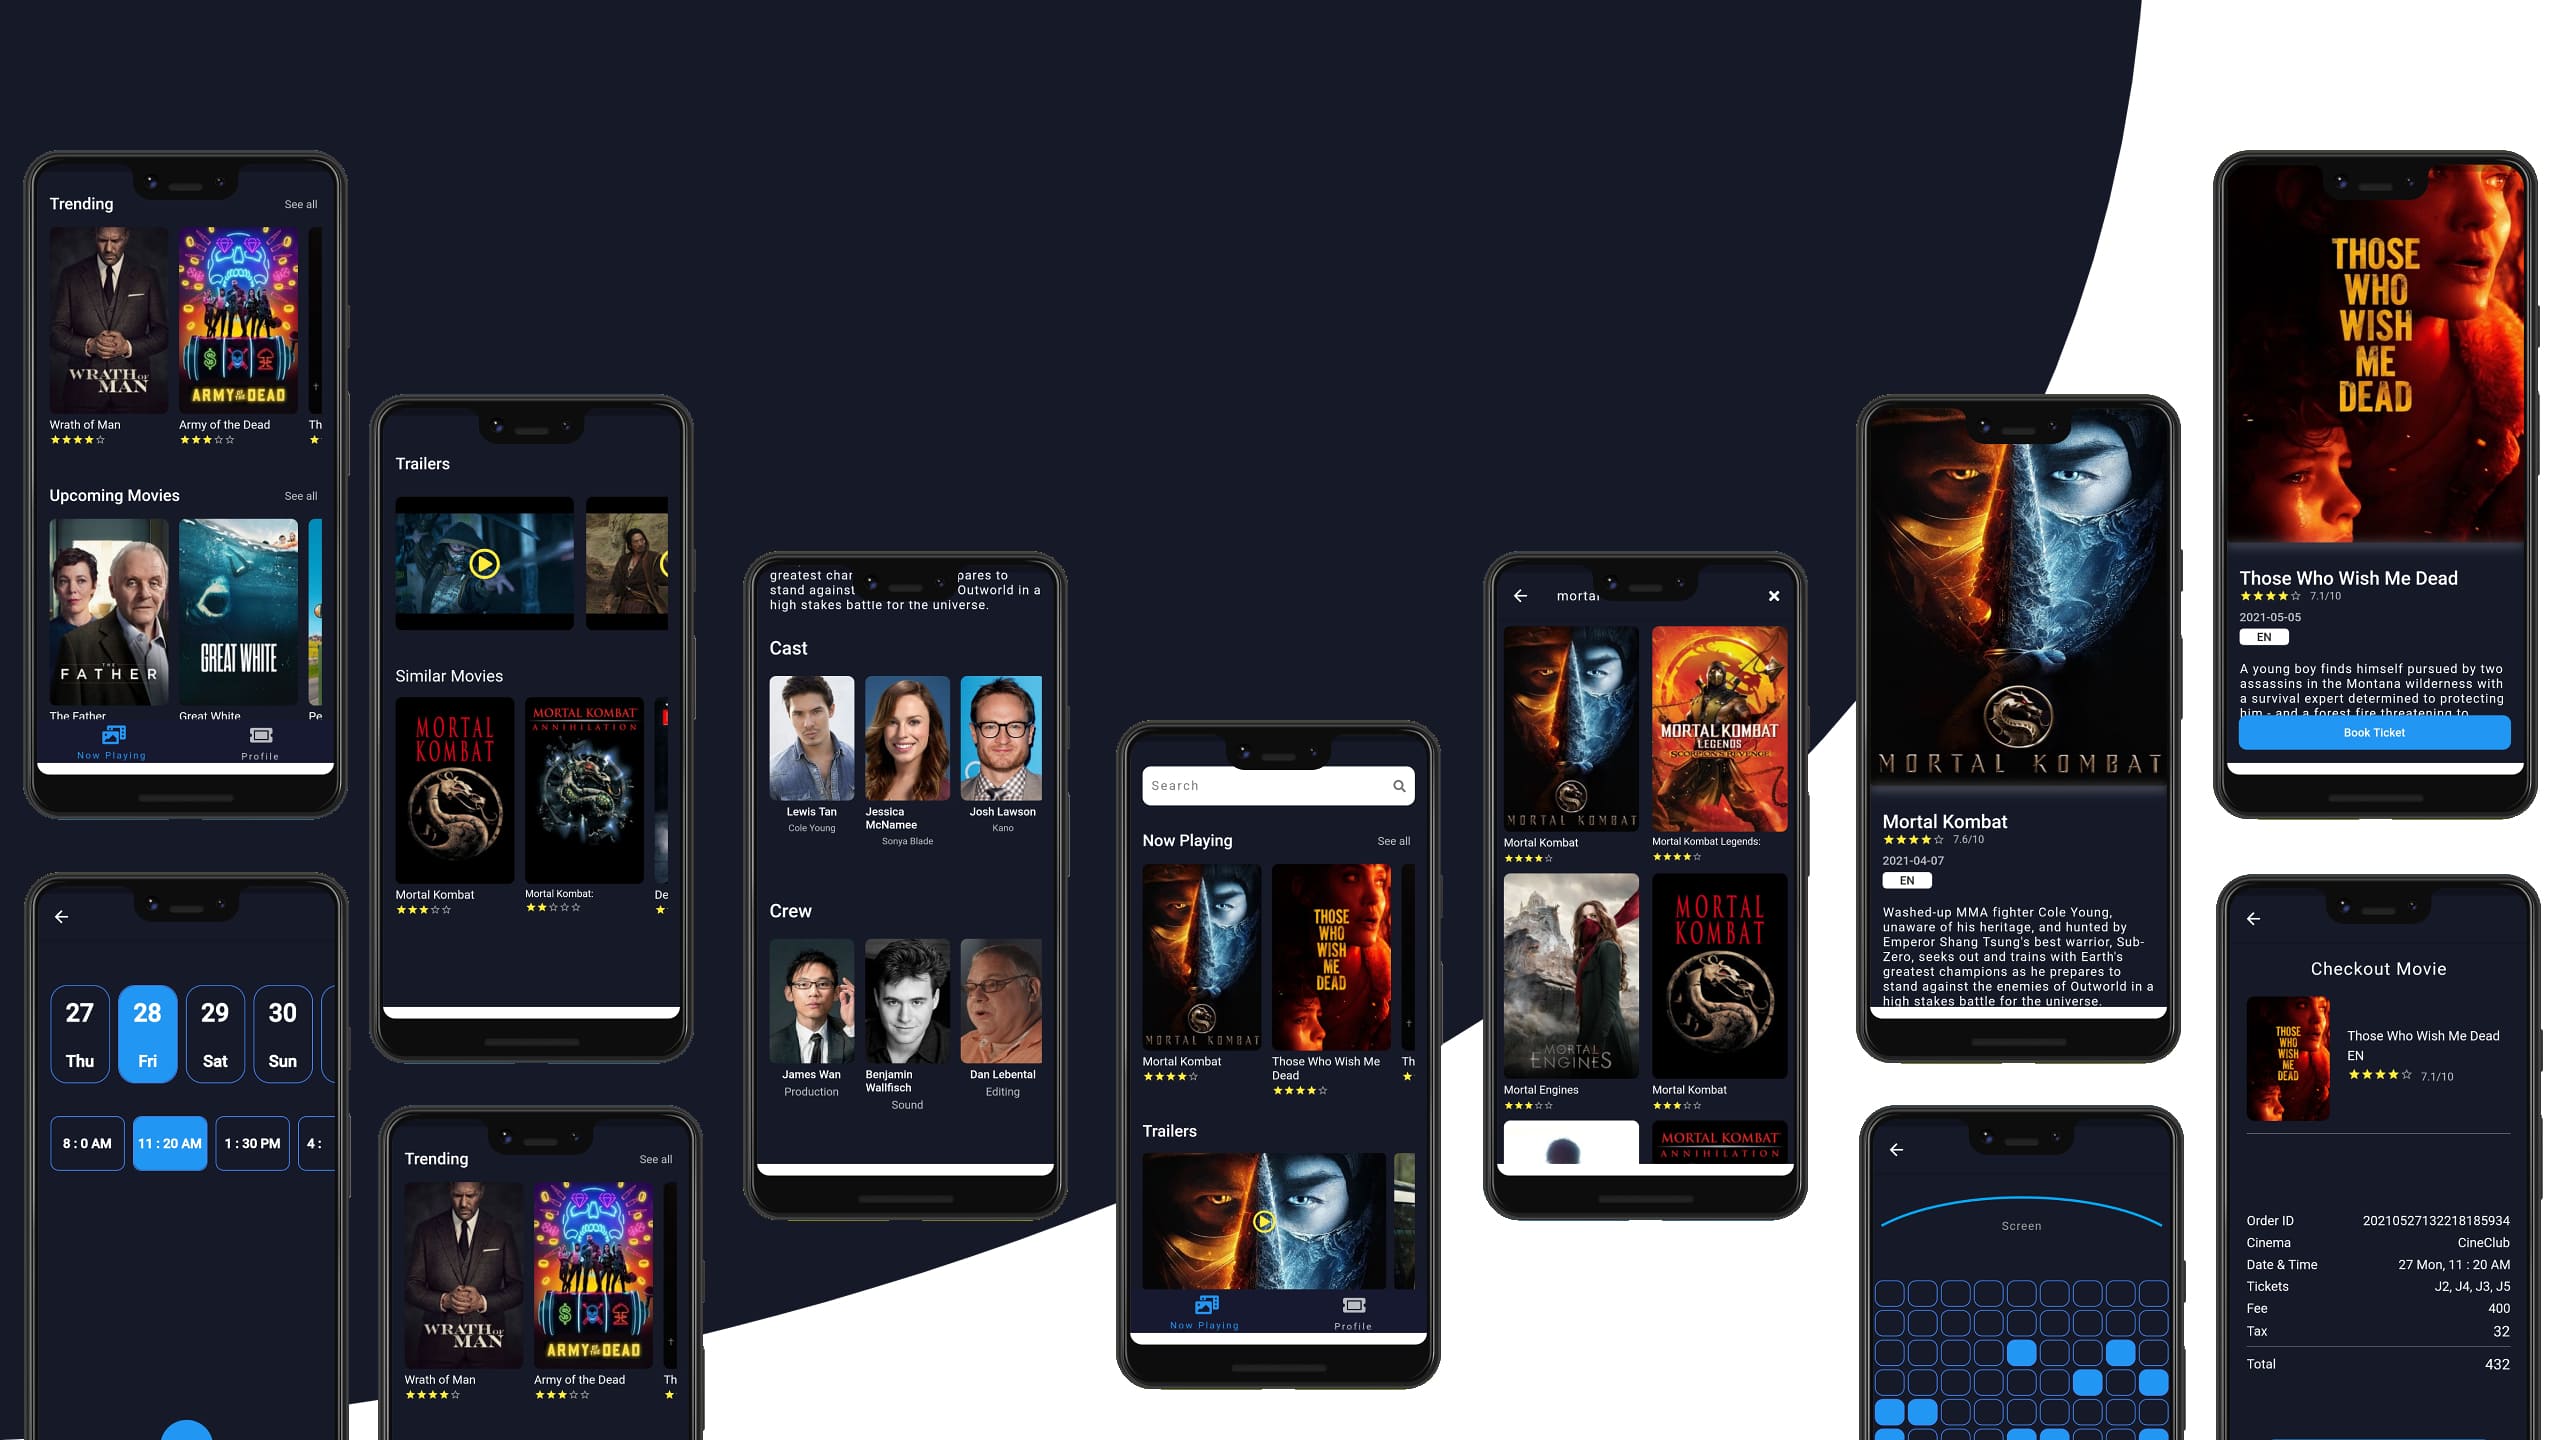 Trending See all
WRATH OF MAN
ARMY OF THE DEAD
Wrath of Man Army of the Dead Th
Upcoming Movies See all
THE FATHER
GREAT WHITE
The Father Great White Pe
Now Playing Profile
27 28 29 30
Thu Fri Sat Sun
8 : 0 AM 11 : 20 AM 1 : 30 PM 4 :
Trailers
Similar Movies
MORTAL KOMBAT
MORTAL KOMBAT ANNIHILATION
Mortal Kombat Mortal Kombat: De
Trending See all
WRATH OF MAN
ARMY OF THE DEAD
Wrath of Man Army of the Dead Th
greatest char pares to
stand against Outworld in a
high stakes battle for the universe.
Cast
Lewis Tan Jessica McNamee Josh Lawson
Cole Young Sonya Blade Kano
Crew
James Wan Benjamin Wallfisch Dan Lebental
Production Sound Editing
Search
Now Playing See all
MORTAL KOMBAT
THOSE WHO WISH ME DEAD
Mortal Kombat Those Who Wish Me Dead Th
Trailers
Now Playing Profile
mortal
MORTAL KOMBAT
MORTAL KOMBAT
LEGENDS
SCORPION'S REVENGE
Mortal Kombat Mortal Kombat Legends:
MORTAL ENGINES
MORTAL KOMBAT
Mortal Engines Mortal Kombat
MORTAL KOMBAT
ANNIHILATION
MORTAL KOMBAT
Mortal Kombat
7.6/10
2021-04-07
EN
Washed-up MMA fighter Cole Young,
unaware of his heritage, and hunted by
Emperor Shang Tsung's best warrior, Sub-
Zero, seeks out and trains with Earth's
greatest champions as he prepares to
stand against the enemies of Outworld in a
high stakes battle for the universe.
Screen
THOSE
WHO
WISH
ME
DEAD
Those Who Wish Me Dead
7.1/10
2021-05-05
EN
A young boy finds himself pursued by two
assassins in the Montana wilderness with
a survival expert determined to protecting
him - and a forest fire threatening to
Book Ticket
Checkout Movie
THOSE WHO WISH ME DEAD
Those Who Wish Me Dead
EN
7.1/10
Order ID 20210527132218185934
Cinema CineClub
Date & Time 27 Mon, 11 : 20 AM
Tickets J2, J4, J3, J5
Fee 400
Tax 32
Total 432